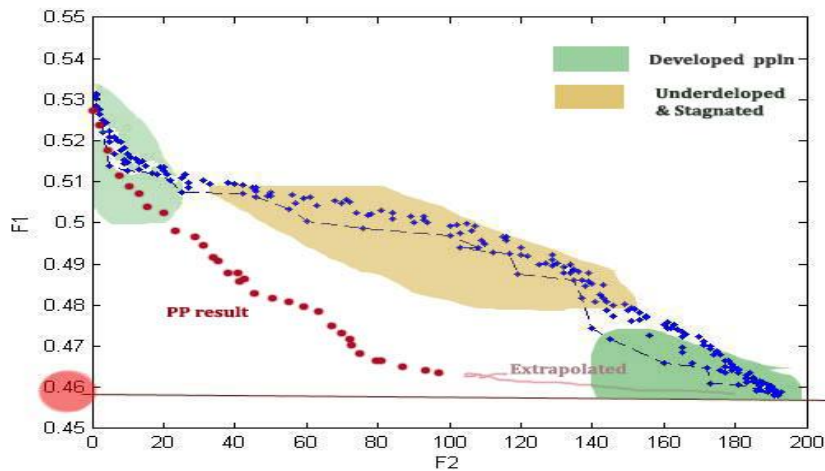 0.55
0.54
0.53
0.52
0.51
0.5
0.49
0.48
0.47
0.46
0.45
F1
Developed ppln
Underdeloped
& Stagnated
PP result
Extrapolated
0 20 40 60 80 100 120 140 160 180 200
F2